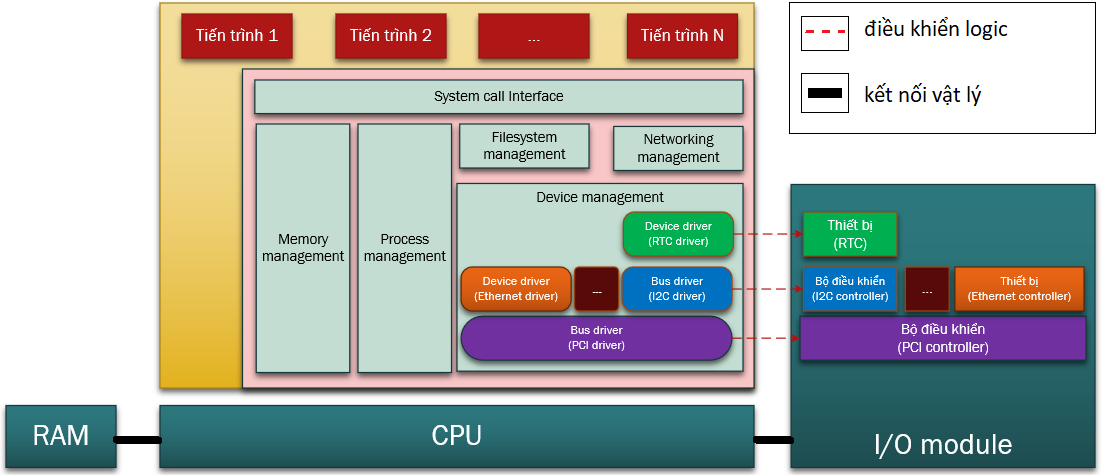 Tiến trình 1
Tiến trình 2
...
Tiến trình N
điều khiển logic
kết nối vật lý
System call Interface
Memory
management
Process
management
Filesystem
management
Networking
management
Device management
Device driver
(RTC driver)
Device driver
(Ethernet driver)
...
Bus driver
(I2C driver)
Bus driver
(PCI driver)
Thiết bị
(RTC)
Bộ điều khiển
(I2C controller)
...
Thiết bị
(Ethernet controller)
Bộ điều khiển
(PCI controller)
RAM
CPU
I/O module